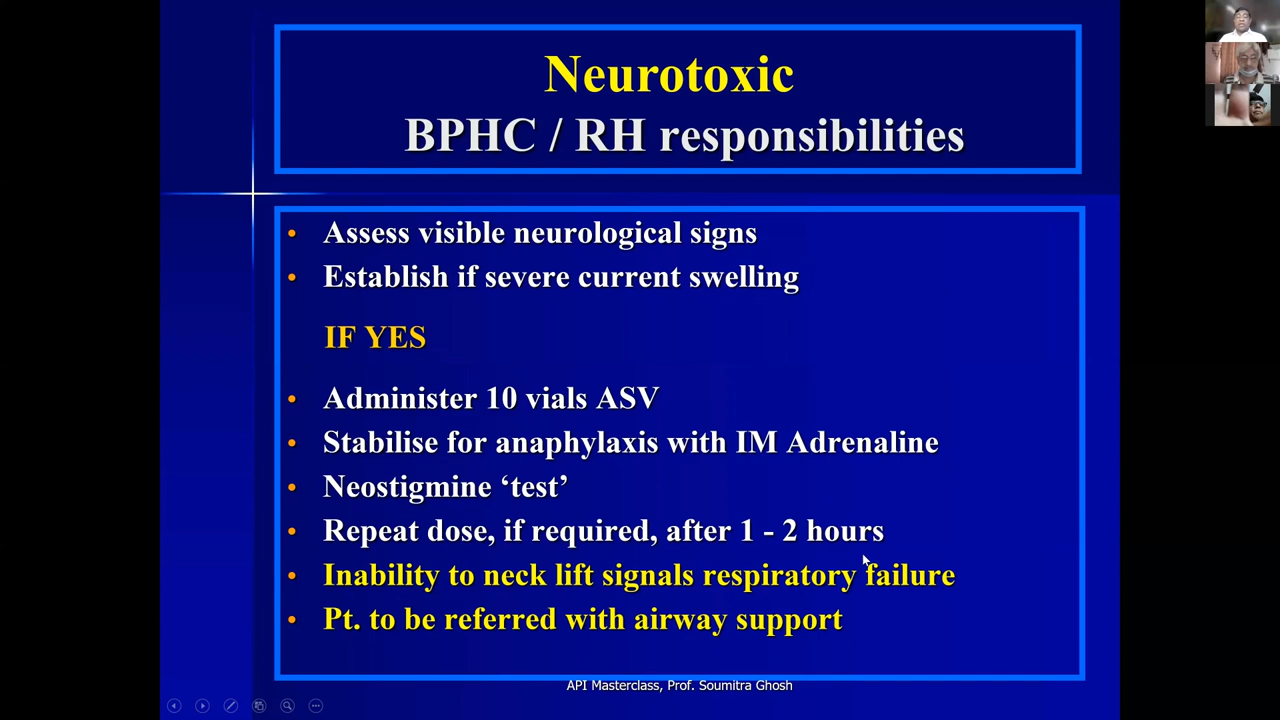 Neurotoxic
BPHC / RH responsibilities
• Assess visible neurological signs
• Establish if severe current swelling
IF YES
• Administer 10 vials ASV
• Stabilise for anaphylaxis with IM Adrenaline
• Neostigmine ‘test’
• Repeat dose, if required, after 1 - 2 hours
• Inability to neck lift signals respiratory failure
• Pt. to be referred with airway support
API Masterclass, Prof. Soumitra Ghosh